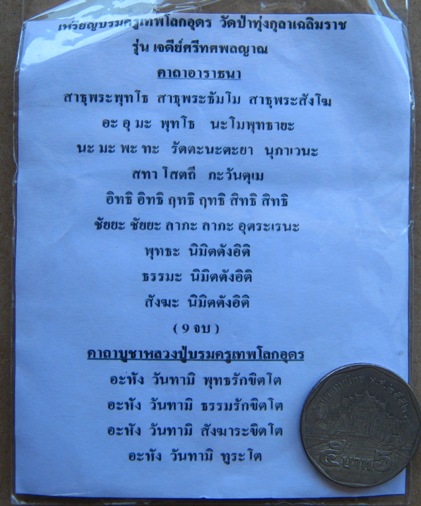 เหรียญบรมครูเทพโลกอุดร วัดป่าทุ่งกุลาเฉลิมราช
รุ่น เจดีย์ศรีทศพลญาณ
คาถาอาราธนา
สาธุพระพุทโธ สาธุพระธัมโม สาธุพระสังโฆ
อะ อุ มะ พุทโธ นะโมพุทธายะ
นะ มะ พะ ทะ รัตตะนะตะยา นุภาเวนะ
สทา โสตถี ภะวันตุเม
อิทธิ อิทธิ ฤทธิ ฤทธิ สิทธิ สิทธิ
ชัยยะ ชัยยะ ลาภะ ลาภะ อุตระเรนะ
พุทธะ นิมิตตังอิติ
ธรรมะ นิมิตตังอิติ
สังฆะ นิมิตตังอิติ
( 9 จบ )
คาถาบูชาหลวงปู่บรมครูเทพโลกอุดร
อะหัง วันทามิ พุทธรักขิตโต
อะหัง วันทามิ ธรรมรักขิตโต
อะหัง วันทามิ สังฆาระขิตโต
อะหัง วันทามิ ทูระโต
บาท